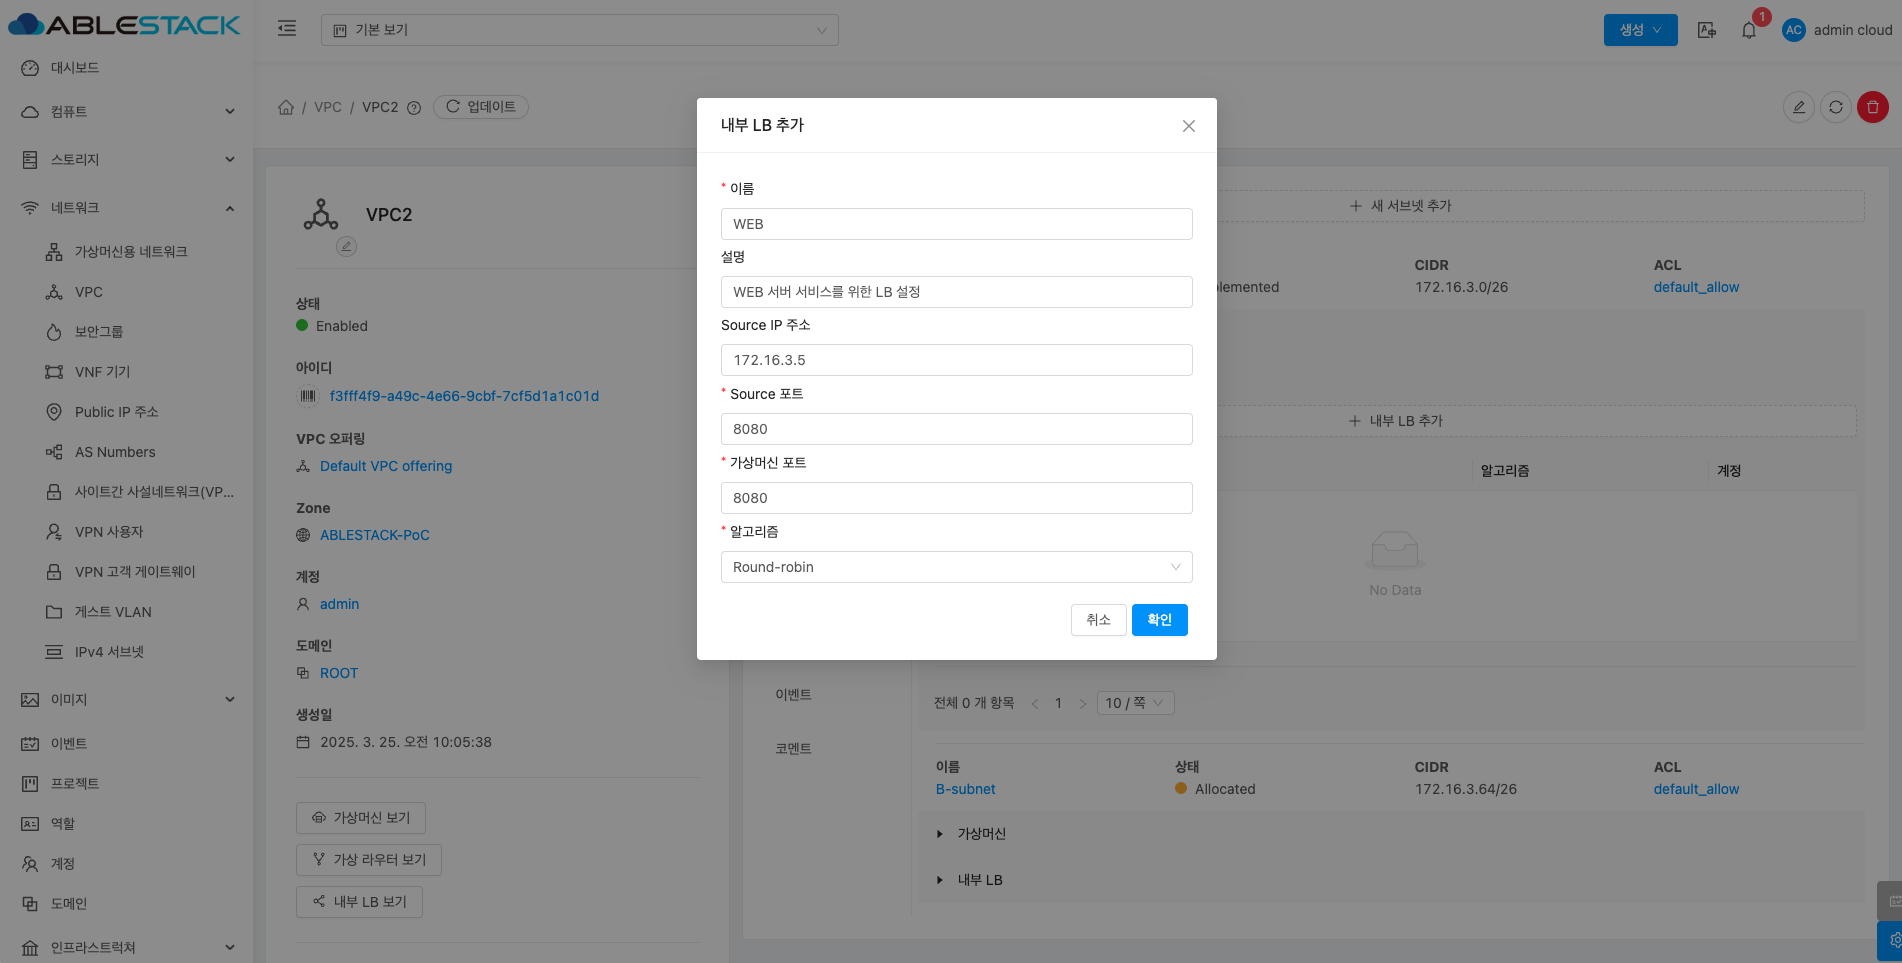 ABLESTACK
기본 보기
생성
1
AC
admin cloud
대시보드
컴퓨트
스토리지
네트워크
가상머신용 네트워크
VPC
보안그룹
VNF 기기
Public IP 주소
AS Numbers
사이트간 사설네트워크(VP...
VPN 사용자
VPN 고객 게이트웨이
게스트 VLAN
IPv4 서브넷
이미지
이벤트
프로젝트
역할
계정
도메인
인프라스트럭쳐
/ VPC / VPC2
업데이트
VPC2
상태
Enabled
아이디
f3fff4f9-a49c-4e66-9cbf-7cf5d1a1c01d
VPC 오퍼링
Default VPC offering
Zone
ABLESTACK-PoC
계정
admin
도메인
ROOT
생성일
2025. 3. 25. 오전 10:05:38
가상머신 보기
가상 라우터 보기
내부 LB 보기
내부 LB 추가
* 이름
WEB
설명
WEB 서버 서비스를 위한 LB 설정
Source IP 주소
172.16.3.5
* Source 포트
8080
* 가상머신 포트
8080
* 알고리즘
Round-robin
취소
확인
새 서브넷 추가
CIDR
ACL
lemented
172.16.3.0/26
default_allow
내부 LB 추가
알고리즘
계정
No Data
이벤트
코멘트
전체 0 개 항목
1
10 / 쪽
이름
상태
CIDR
ACL
B-subnet
Allocated
172.16.3.64/26
default_allow
가상머신
내부 LB